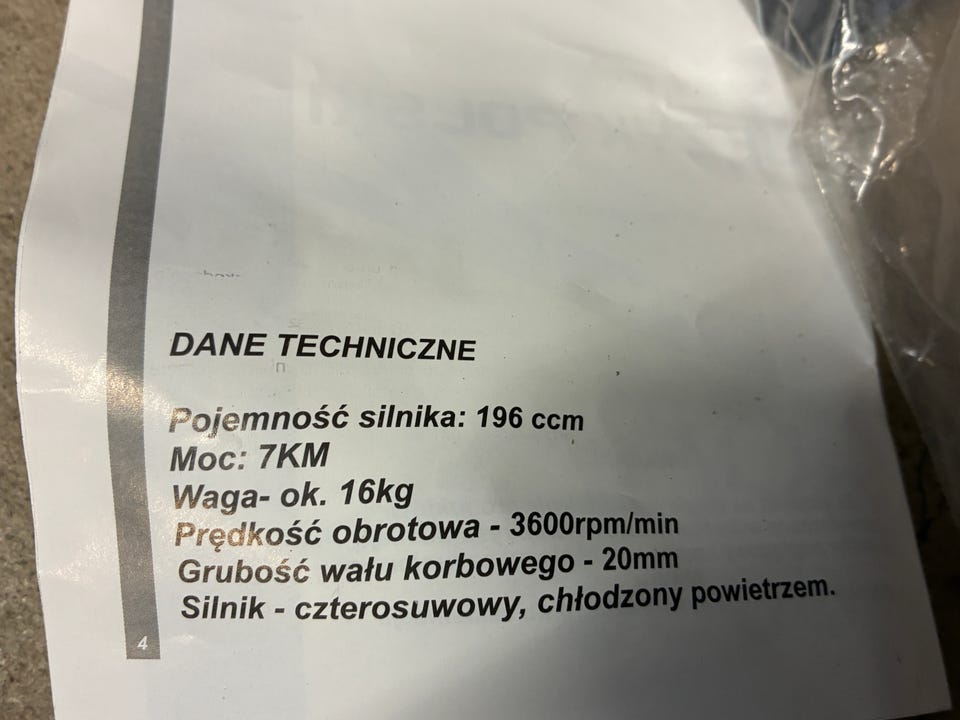 DANE TECHNICZNE
Pojemność silnika: 196 ccm
Moc: 7KM
Waga- ok. 16kg
Prędkość obrotowa - 3600rpm/min
Grubość wału korbowego - 20mm
Silnik - czterosuwowy, chłodzony powietrzem.
4